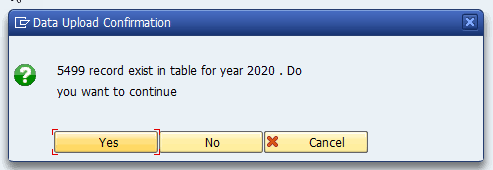 Data Upload Confirmation
5499 record exist in table for year 2020 . Do
you want to continue
Yes
No
Cancel